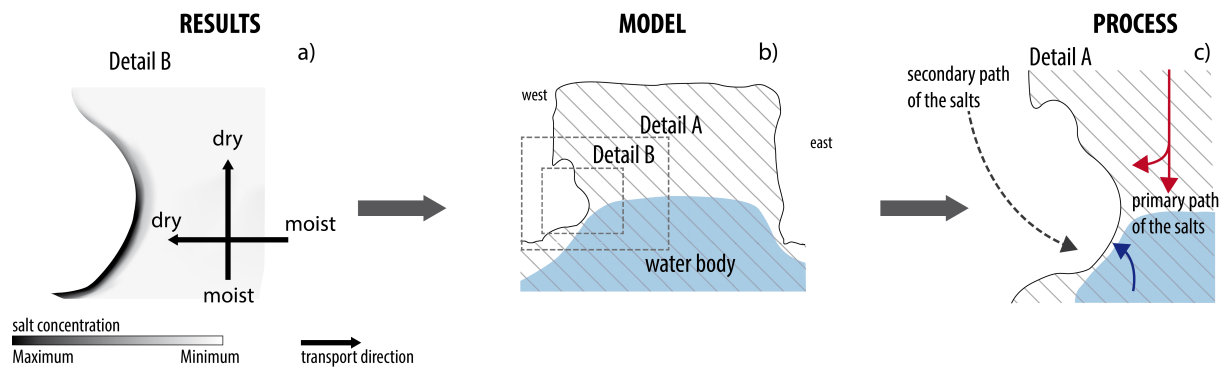 RESULTS
a)
Detail B
dry
dry
moist
moist
salt concentration
Maximum
Minimum
transport direction
MODEL
b)
west
Detail A
Detail B
east
water body
PROCESS
c)
Detail A
secondary path
of the salts
primary path
of the salts